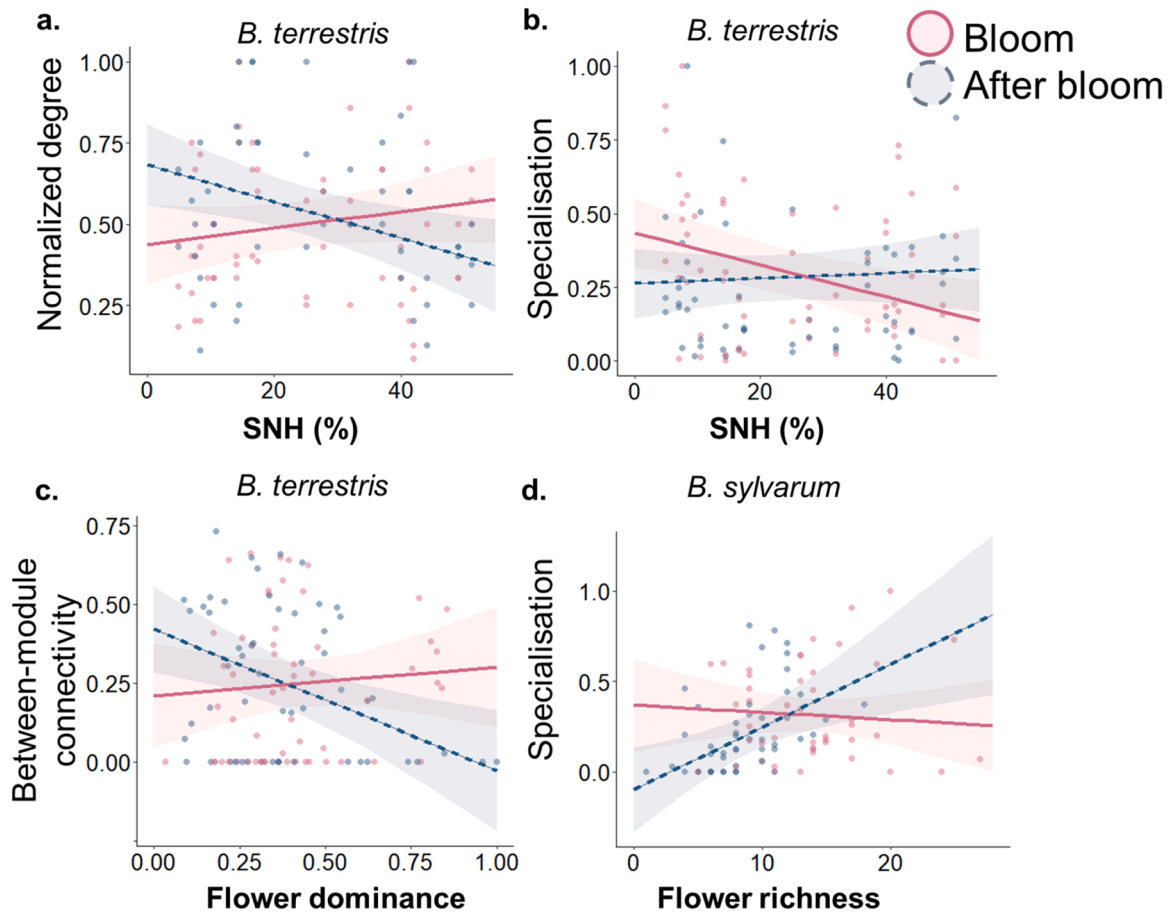 a.
B. terrestris
Normalized degree
1.00
0.75
0.50
0.25
0
20
40
SNH (%)
b.
B. terrestris
Bloom
After bloom
Specialisation
1.00
0.75
0.50
0.25
0.00
0
20
40
SNH (%)
c.
B. terrestris
Between-module
connectivity
0.75
0.50
0.25
0.00
0.00
0.25
0.50
0.75
1.00
Flower dominance
d.
B. sylvarum
Specialisation
1.0
0.5
0.0
0
10
20
Flower richness